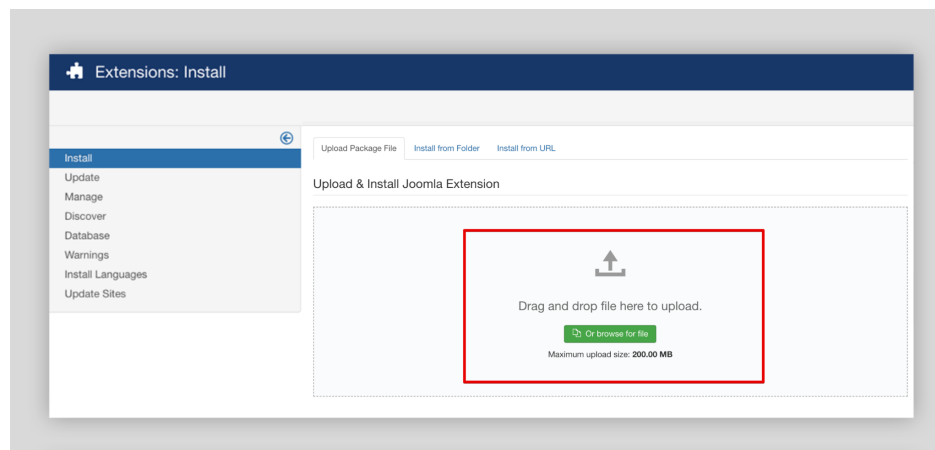 Extensions: Install
Install
Update
Manage
Discover
Database
Warnings
Install Languages
Update Sites
Upload Package File Install from Folder Install from URL
Upload & Install Joomla Extension
Drag and drop file here to upload.
Or browse for file
Maximum upload size: 200.00 MB